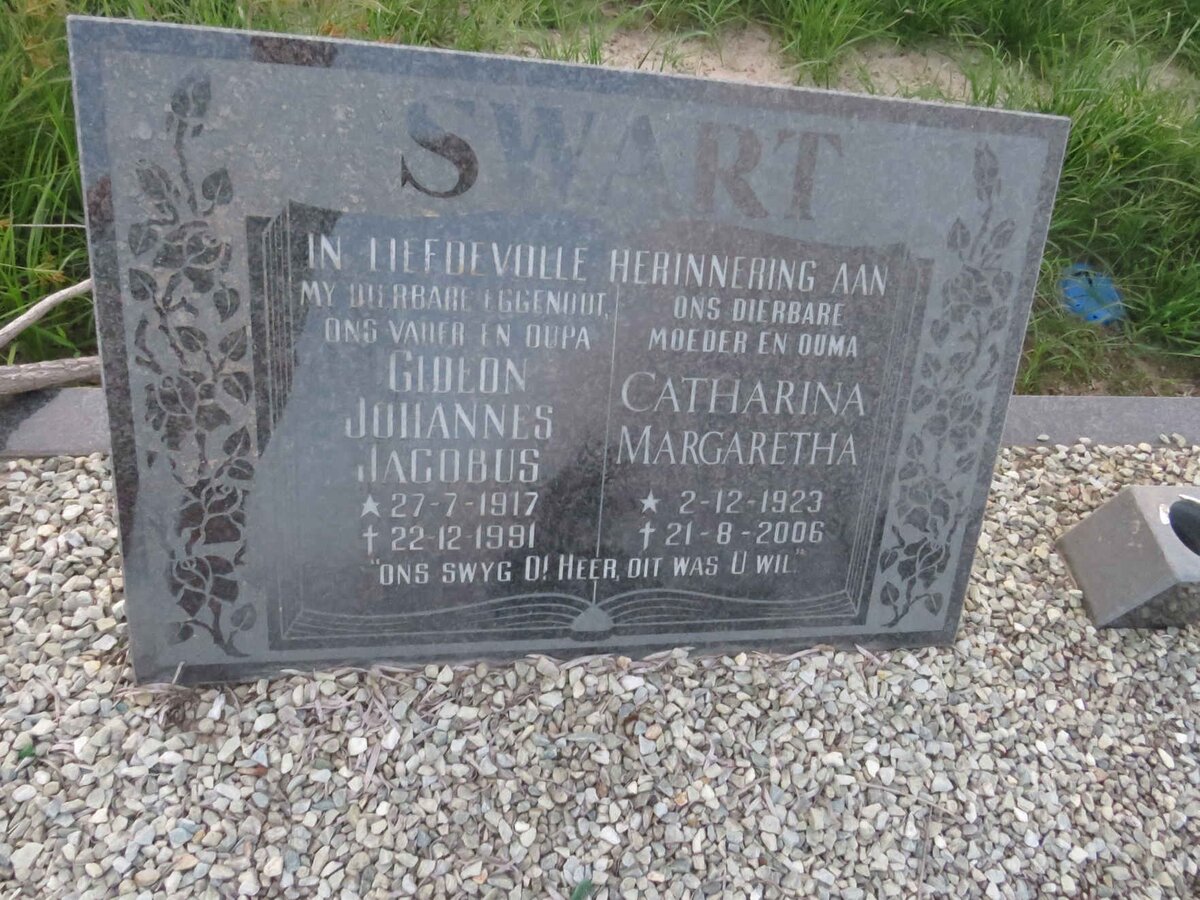 SWART
IN LIEFDEVOLLE HERINNERING AAN
MY DIERBARE EGGENOOT,
ONS VADER EN OUPA
GIDEON
JOHANNES
JACOBUS
★ 27-7-1917
† 22-12-1991
ONS DIERBARE
MOEDER EN OUMA
CATHARINA
MARGARETHA
★ 2-12-1923
† 21-8-2006
"ONS SWYG O! HEER, DIT WAS U WIL."